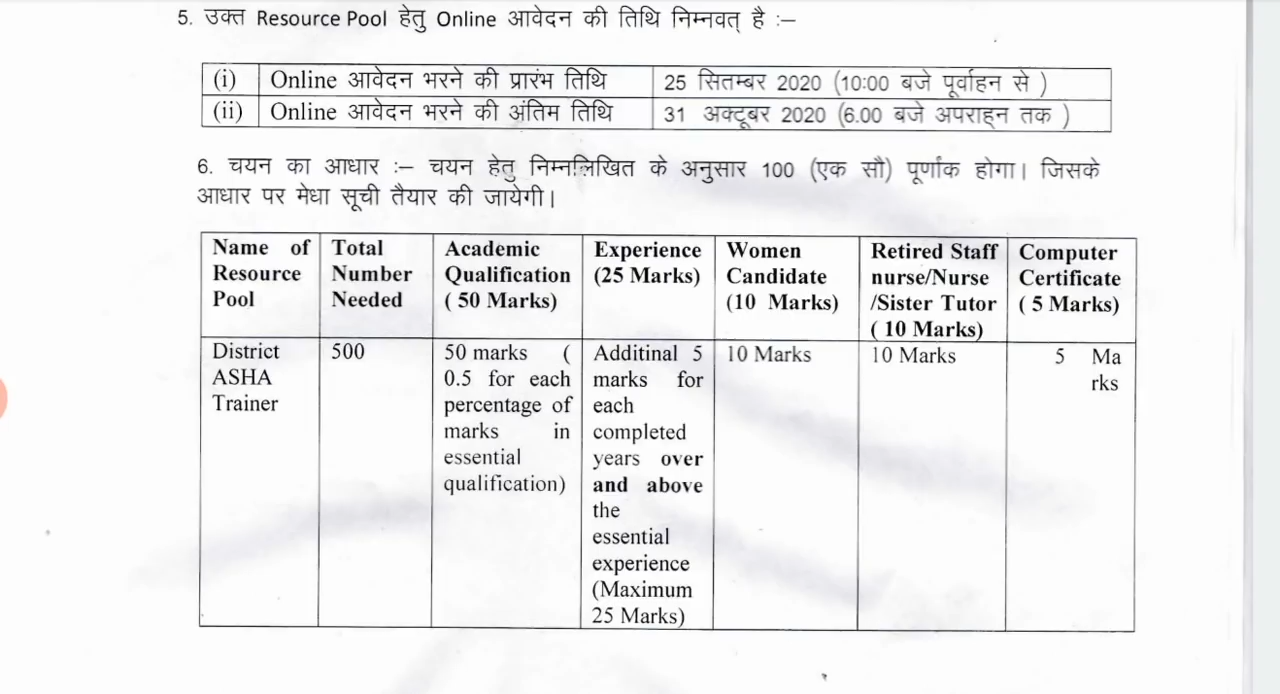 5. उक्त Resource Pool हेतु Online आवेदन की तिथि निम्नवत् है :–
(i) Online आवेदन भरने की प्रारंभ तिथि 25 सितम्बर 2020 (10:00 बजे पूर्वाहन से )
(ii) Online आवेदन भरने की अंतिम तिथि 31 अक्टूबर 2020 (6.00 बजे अपराह्न तक )
6. चयन का आधार :– चयन हेतु निम्नलिखित के अनुसार 100 (एक सौ) पूर्णांक होगा। जिसके
आधार पर मेधा सूची तैयार की जायेगी।
Name of
Resource
Pool
Total
Number
Needed
Academic
Qualification
( 50 Marks)
Experience
(25 Marks)
Women
Candidate
(10 Marks)
Retired Staff
nurse/Nurse
/Sister Tutor
( 10 Marks)
Computer
Certificate
( 5 Marks)
District
ASHA
Trainer
500
50 marks (
0.5 for each
percentage of
marks in
essential
qualification)
Additinal 5
marks for
each
completed
years over
and above
the
essential
experience
(Maximum
25 Marks)
10 Marks
10 Marks
5 Ma
rks